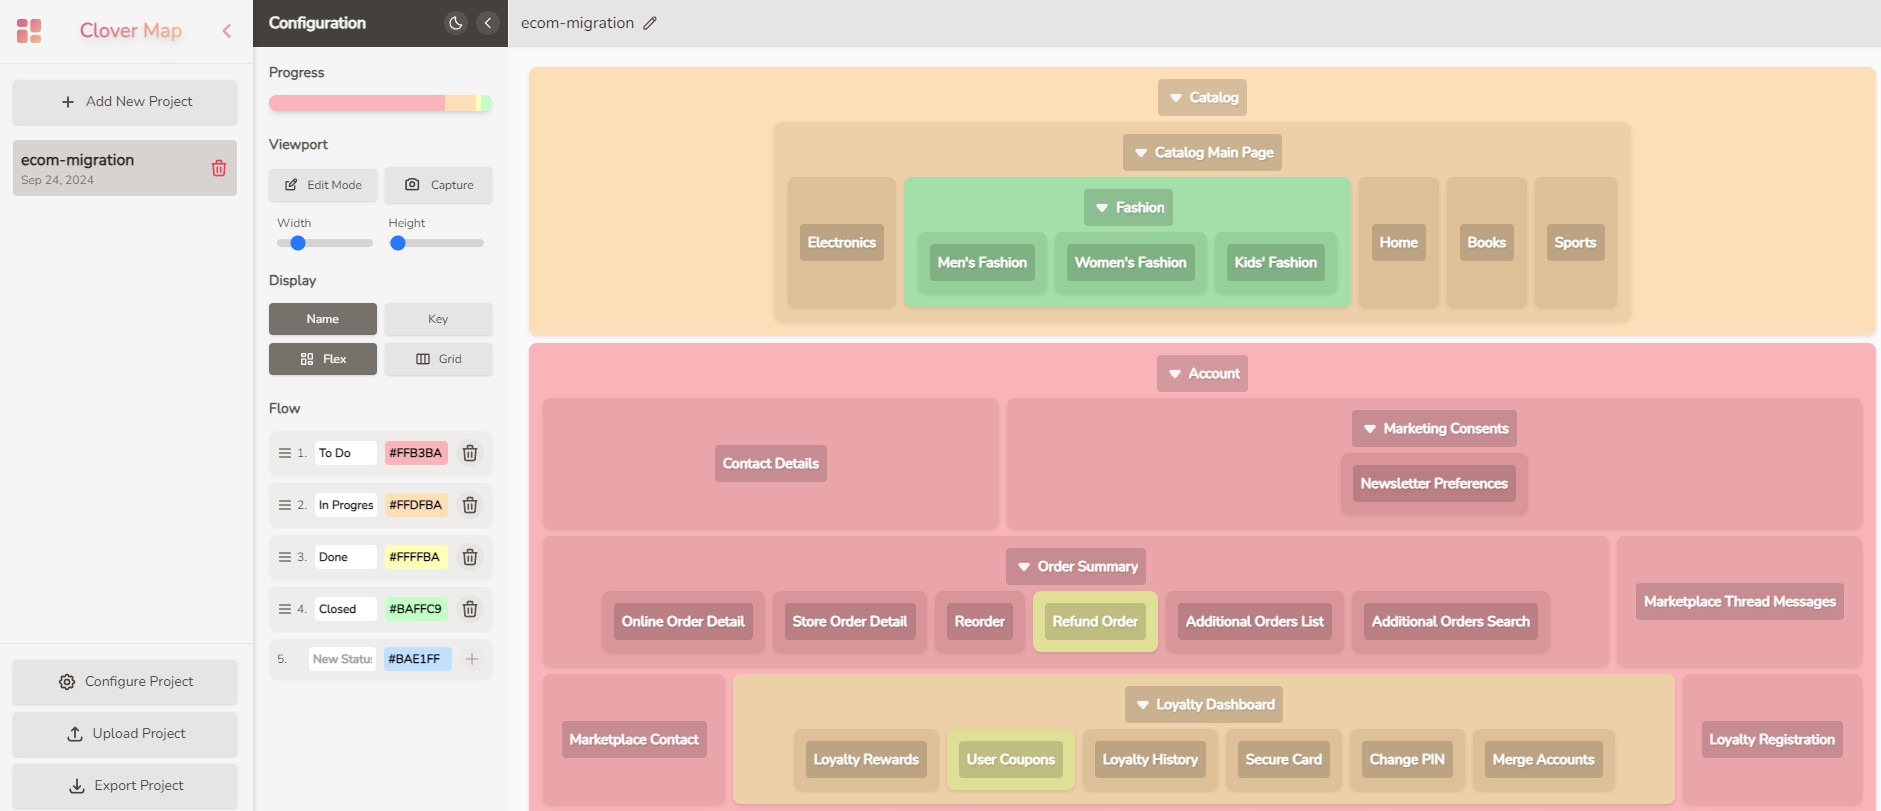 Clover Map
Add New Project
ecom-migration
Sep 24, 2024
Configure Project
Upload Project
Export Project
Configuration
Progress
Viewport
Edit Mode
Capture
Width
Height
Display
Name
Key
Flex
Grid
Flow
1. To Do #FFB3BA
2. In Progres #FFDFBA
3. Done #FFFFBA
4. Closed #BAFFC9
5. New Statu #BAE1FF
ecom-migration
Catalog
Catalog Main Page
Electronics
Fashion
Men's Fashion
Women's Fashion
Kids' Fashion
Home
Books
Sports
Account
Contact Details
Marketing Consents
Newsletter Preferences
Order Summary
Online Order Detail
Store Order Detail
Reorder
Refund Order
Additional Orders List
Additional Orders Search
Marketplace Thread Messages
Marketplace Contact
Loyalty Dashboard
Loyalty Rewards
User Coupons
Loyalty History
Secure Card
Change PIN
Merge Accounts
Loyalty Registration